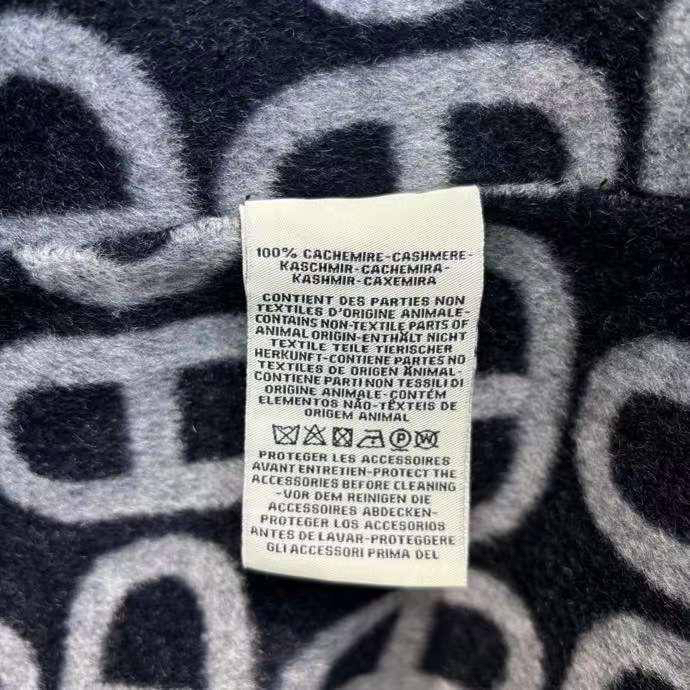 100% CACHEMIRE-CASHMERE-
KASCHMIR-CACHEMIRA-
KASHMIR-CAXEMIRA
CONTIENT DES PARTIES NON
TEXTILES D'ORIGINE ANIMALE-
CONTAINS NON-TEXTILE PARTS OF
ANIMAL ORIGIN-ENTHÄLT NICHT
TEXTILE TEILE TIERISCHER
HERKUNFT-CONTIENE PARTES NO
TEXTILES DE ORIGEN ANIMAL-
CONTIENE PARTI NON TESSILI DI
ORIGINE ANIMALE-CONTÉM
ELEMENTOS NÃO-TÊXTEIS DE
ORIGEM ANIMAL
P W
PROTEGER LES ACCESSOIRES
AVANT ENTRETIEN-PROTECT THE
ACCESSORIES BEFORE CLEANING
-VOR DEM REINIGEN DIE
ACCESSOIRES ABDECKEN-
PROTEGER LOS ACCESORIOS
ANTES DE LAVAR-PROTEGGERE
GLI ACCESSORI PRIMA DEL